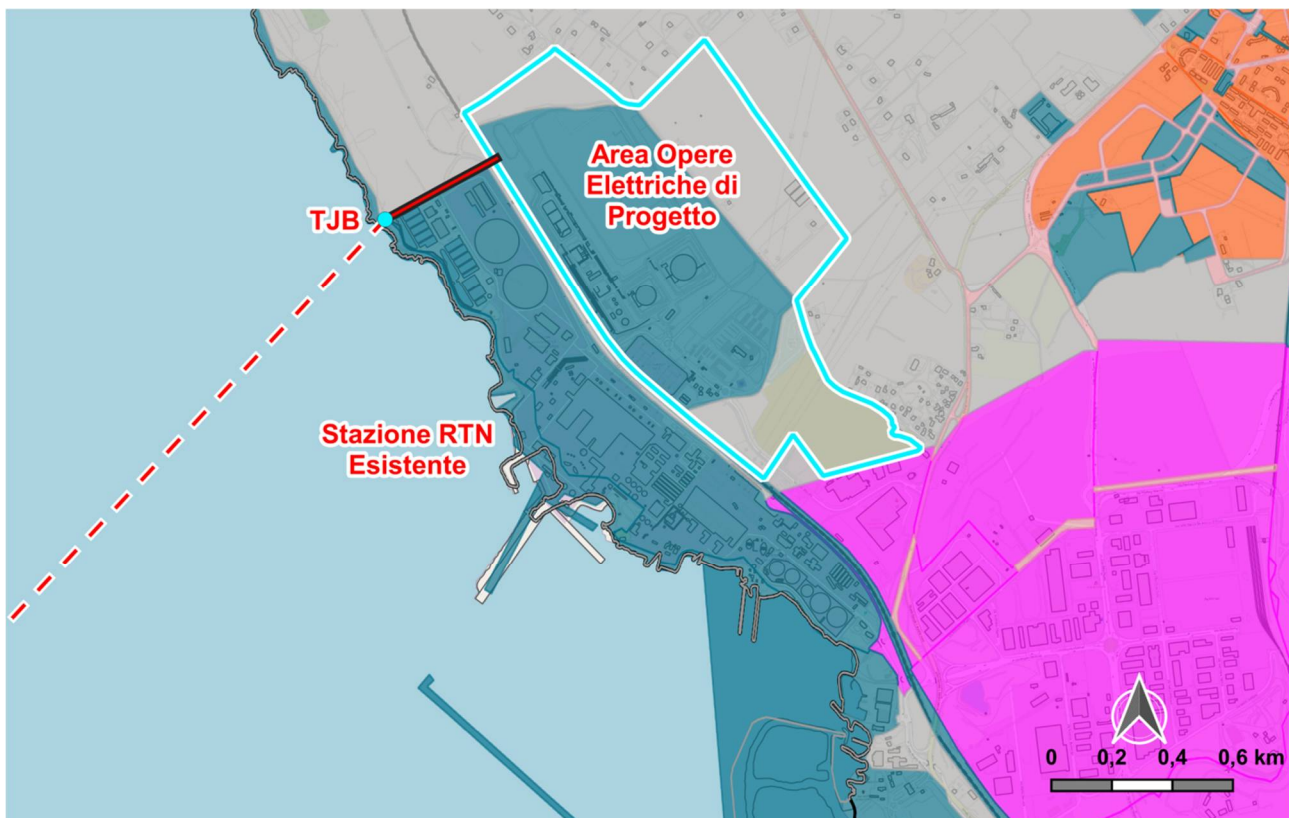 Area Opere
Elettriche di
Progetto
TJB
Stazione RTN
Esistente
0 0,2 0,4 0,6 km